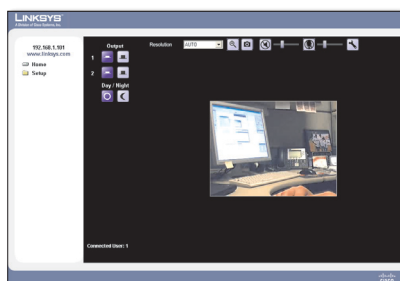 LINKSYS®
A Division of Cisco Systems, Inc.
192.168.1.101
www.linksys.com
Home
Setup
Output
Resolution
AUTO
1
2
Day / Night
Connected User: 1
CISCO